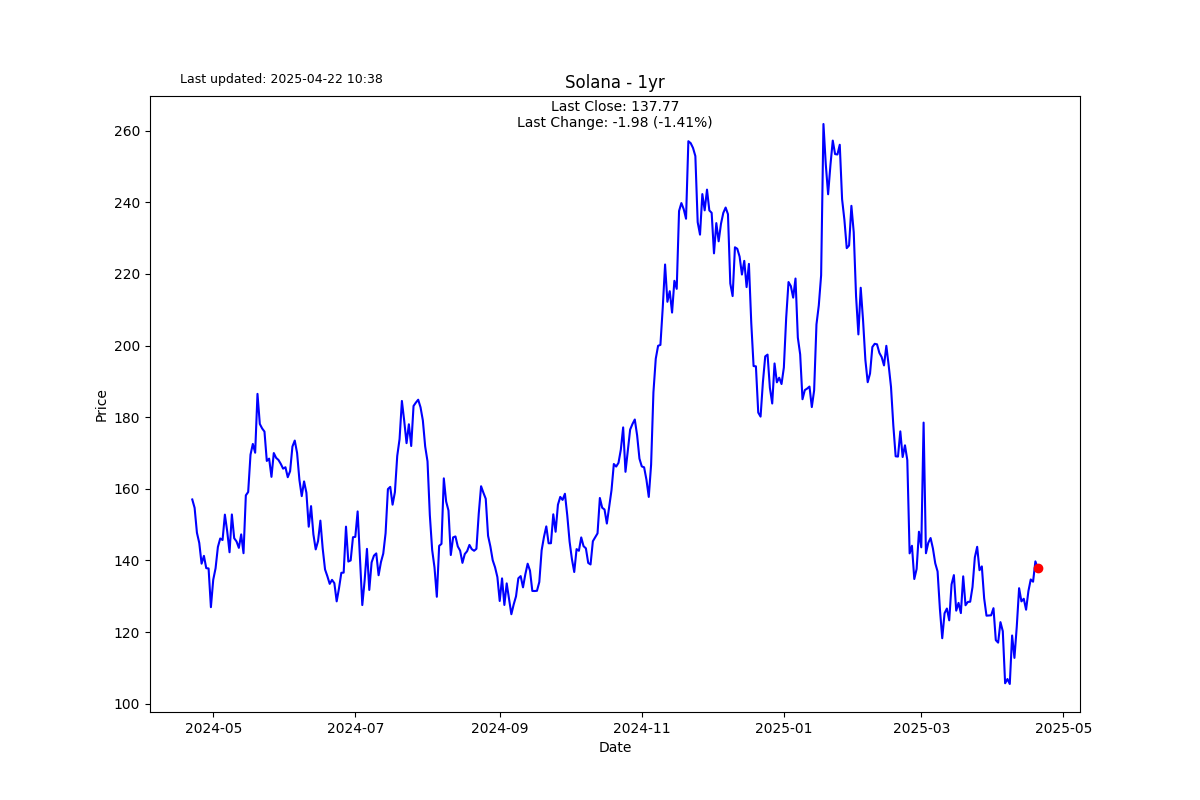 Last updated: 2025-04-22 10:38
Solana - 1yr
Last Close: 137.77
Last Change: -1.98 (-1.41%)
260
240
220
200
180
160
140
120
100
Price
2024-05
2024-07
2024-09
2024-11
2025-01
2025-03
2025-05
Date